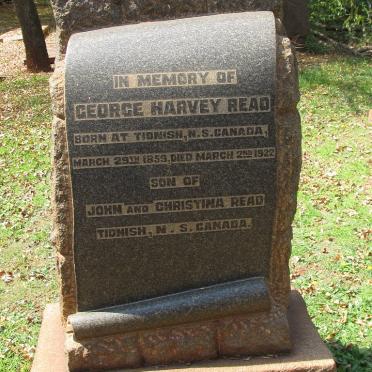 IN MEMORY OF
GEORGE HARVEY READ
BORN AT TIDNISH, N.S. CANADA,
MARCH 29TH 1859, DIED MARCH 2ND 1922
SON OF
JOHN AND CHRISTINA READ
TIDNISH, N.S. CANADA.